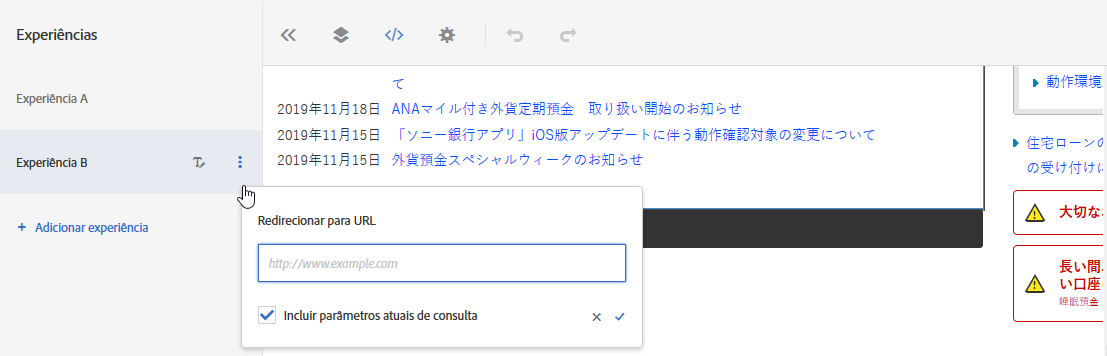 Experiências
Experiência A
Experiência B
+ Adicionar experiência
て
2019年11月18日 ANAマイル付き外貨定期預金 取り扱い開始のお知らせ
2019年11月15日 「ソニー銀行アプリ」iOS版アップデートに伴う動作確認対象の変更について
2019年11月15日 外貨預金スペシャルウィークのお知らせ
Redirecionar para URL
http://www.example.com
Incluir parâmetros atuais de consulta
動作環境
住宅ローンの
の受け付けに
大切な
長い間
い口座
睡眠預金